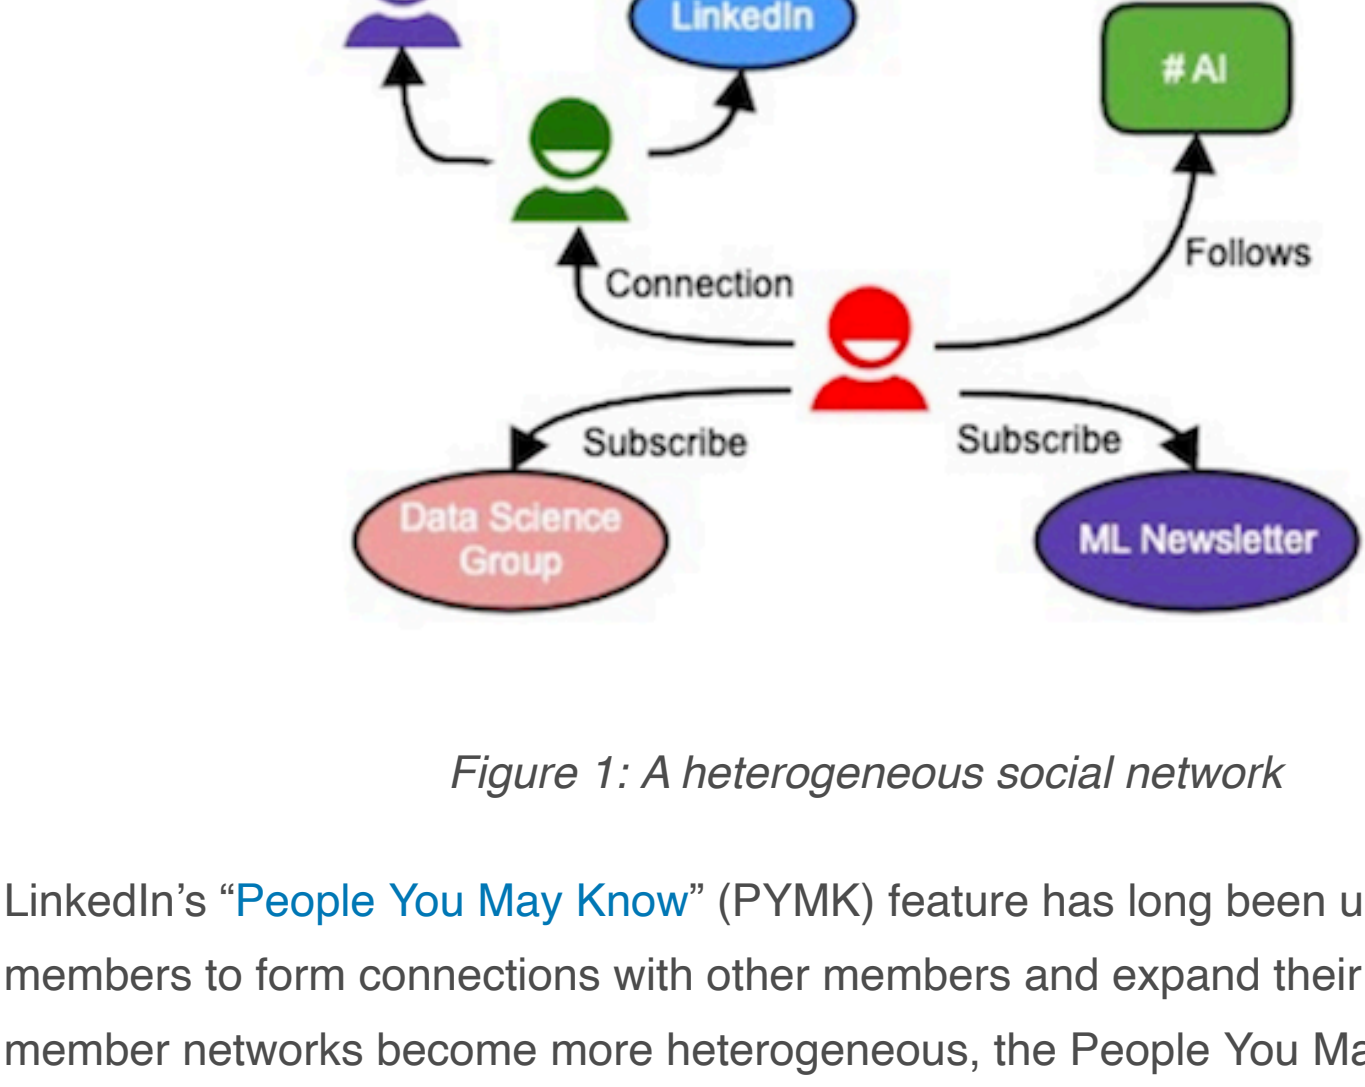 LinkedIn
# AI
Follows
Connection
Subscribe
Subscribe
Data Science
Group
ML Newsletter
Figure 1: A heterogeneous social network
LinkedIn’s “People You May Know” (PYMK) feature has long been
members to form connections with other members and expand their
member networks become more heterogeneous, the People You